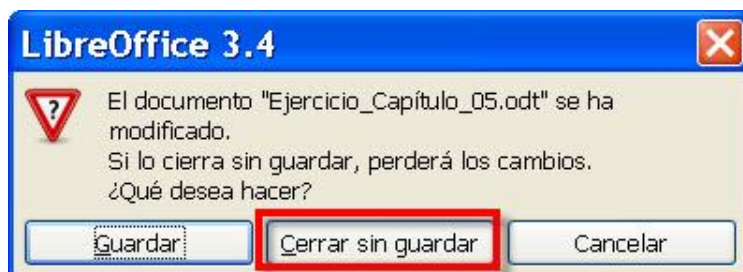 LibreOffice 3.4
El documento "Ejercicio_Capítulo_05.odt" se ha
modificado.
Si lo cierra sin guardar, perderá los cambios.
¿Qué desea hacer?
Guardar Cerrar sin guardar Cancelar